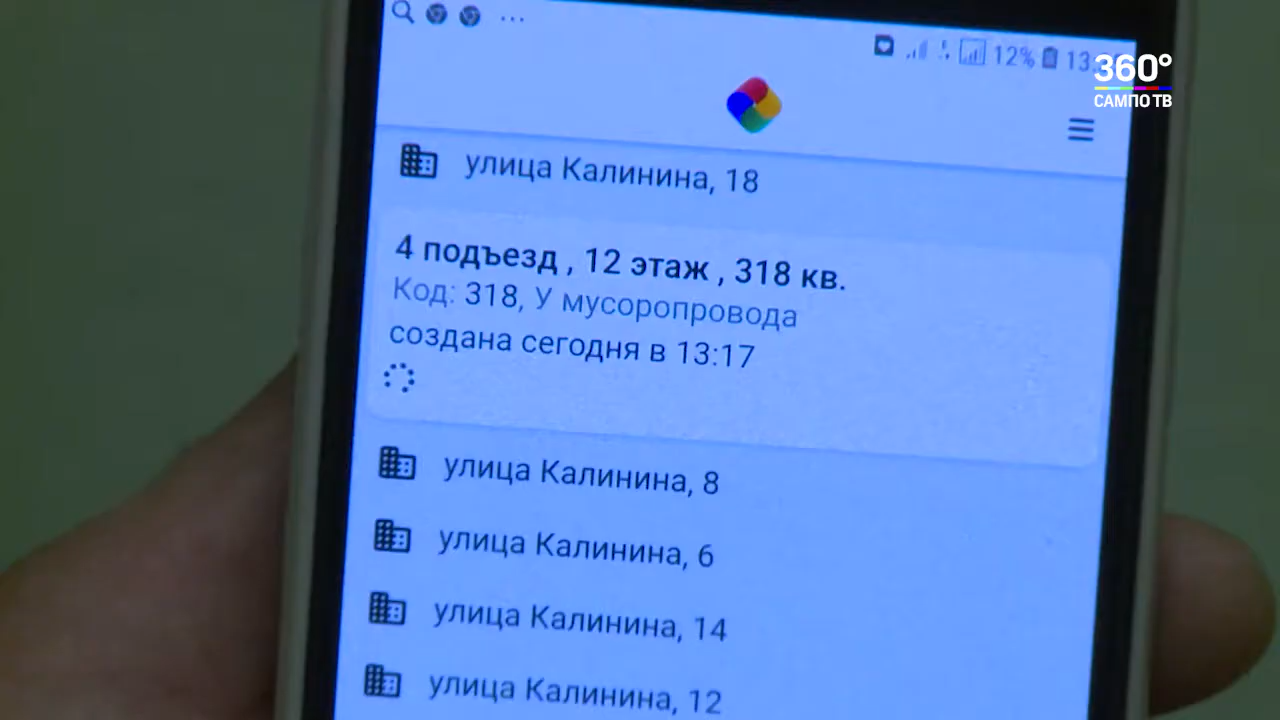 12%
360°
САМПО ТВ
улица Калинина, 18
4 подъезд , 12 этаж , 318 кв.
Код: 318, У мусоропровода
создана сегодня в 13:17
улица Калинина, 8
улица Калинина, 6
улица Калинина, 14
улица Калинина, 12